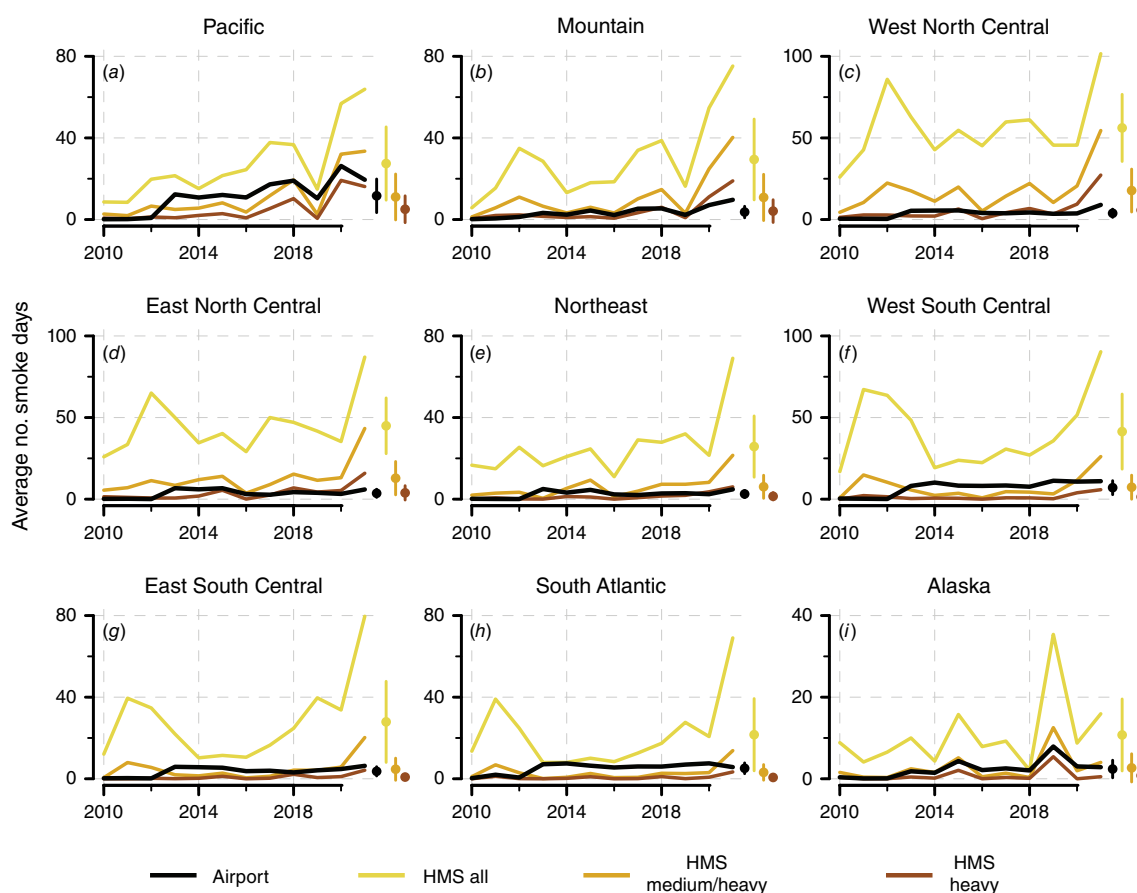 Pacific
Mountain
West North Central
80
(a)
40
0
2010
2014
2018
80
(b)
40
0
2010
2014
2018
100
(c)
50
0
2010
2014
2018
Average no. smoke days
East North Central
Northeast
West South Central
100
(d)
50
0
2010
2014
2018
80
(e)
40
0
2010
2014
2018
100
(f)
50
0
2010
2014
2018
East South Central
South Atlantic
Alaska
80
(g)
40
0
2010
2014
2018
80
(h)
40
0
2010
2014
2018
40
(i)
20
0
2010
2014
2018
Airport
HMS all
HMS
medium/heavy
HMS
heavy